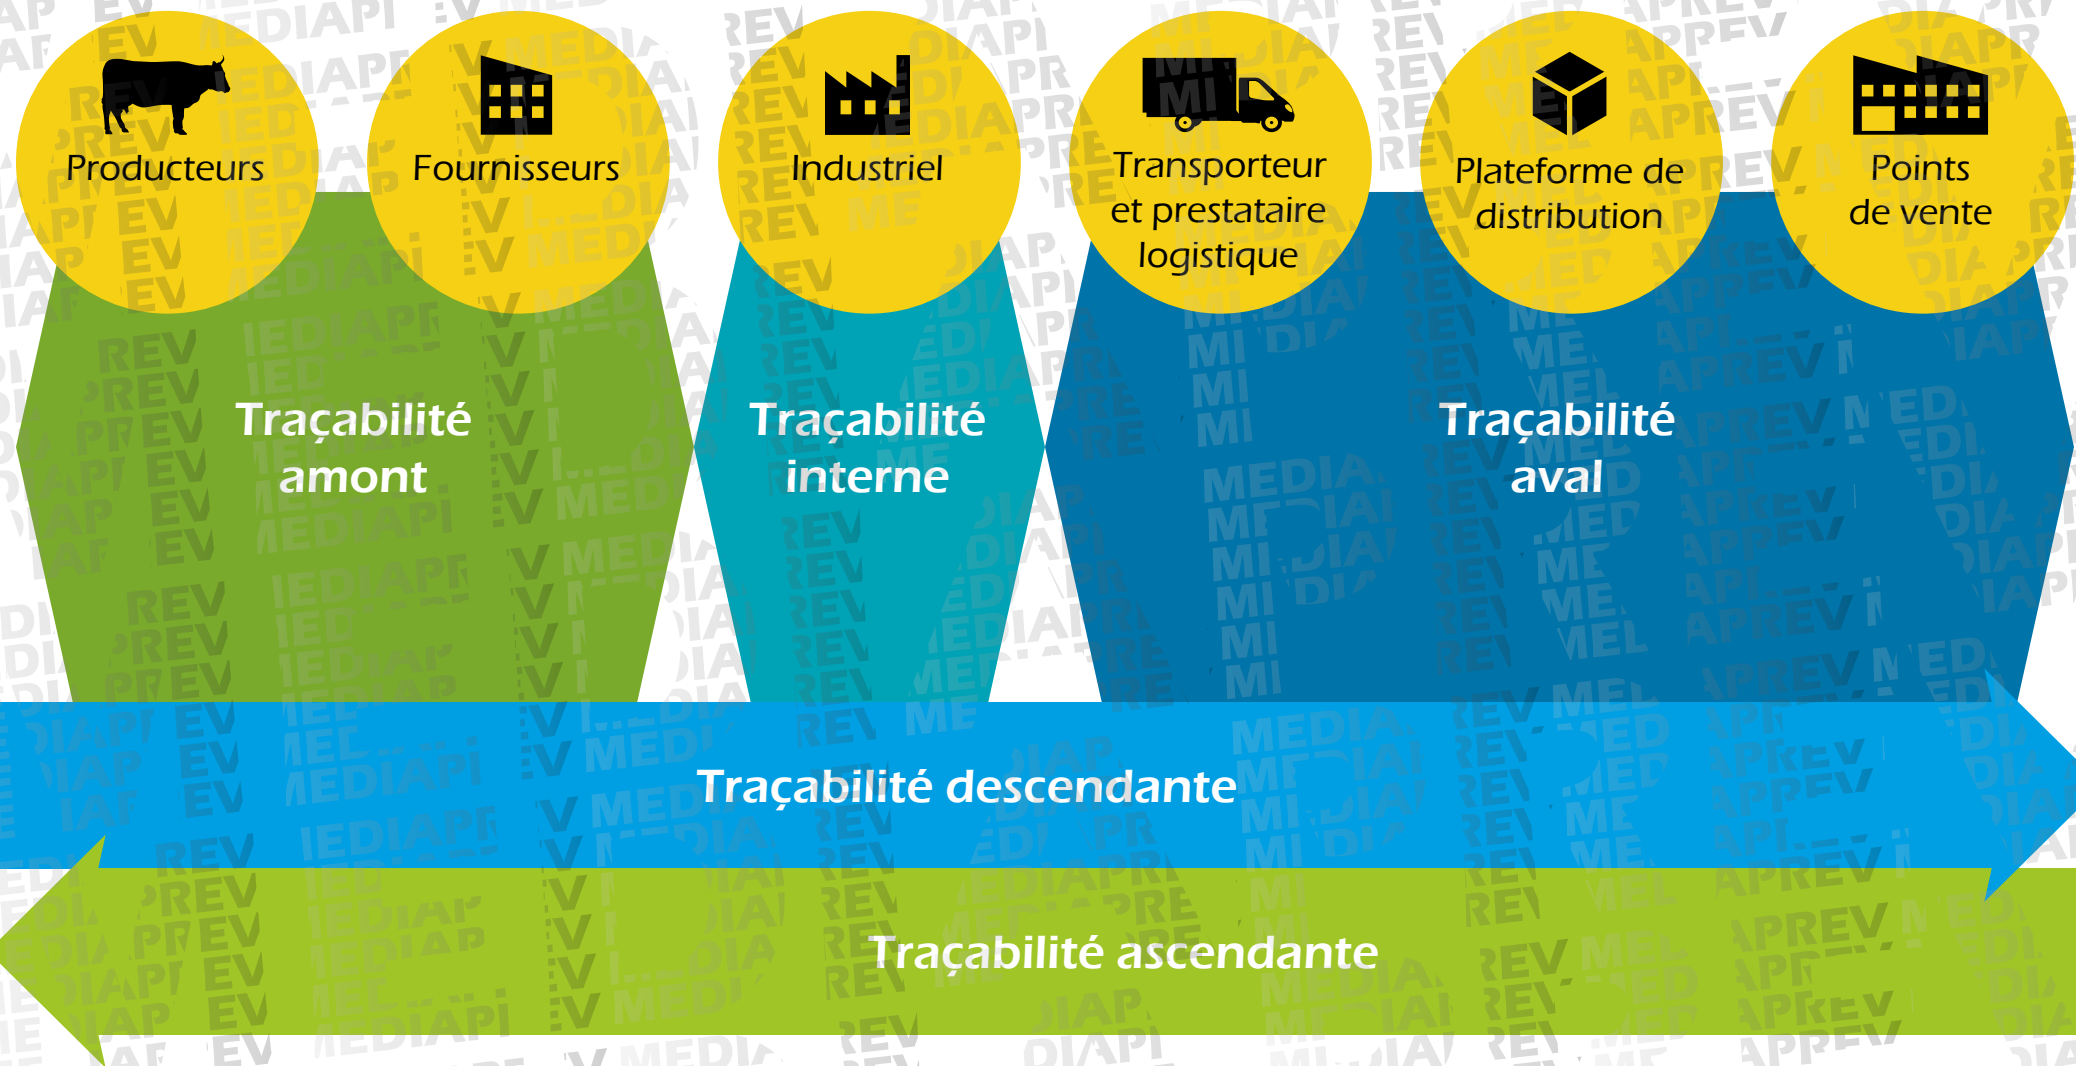 Producteurs
Fournisseurs
Industriel
Transporteur
et prestataire
logistique
Plateforme de
distribution
Points
de vente
Traçabilité
amont
Traçabilité
interne
Traçabilité
aval
Traçabilité descendante
Traçabilité ascendante